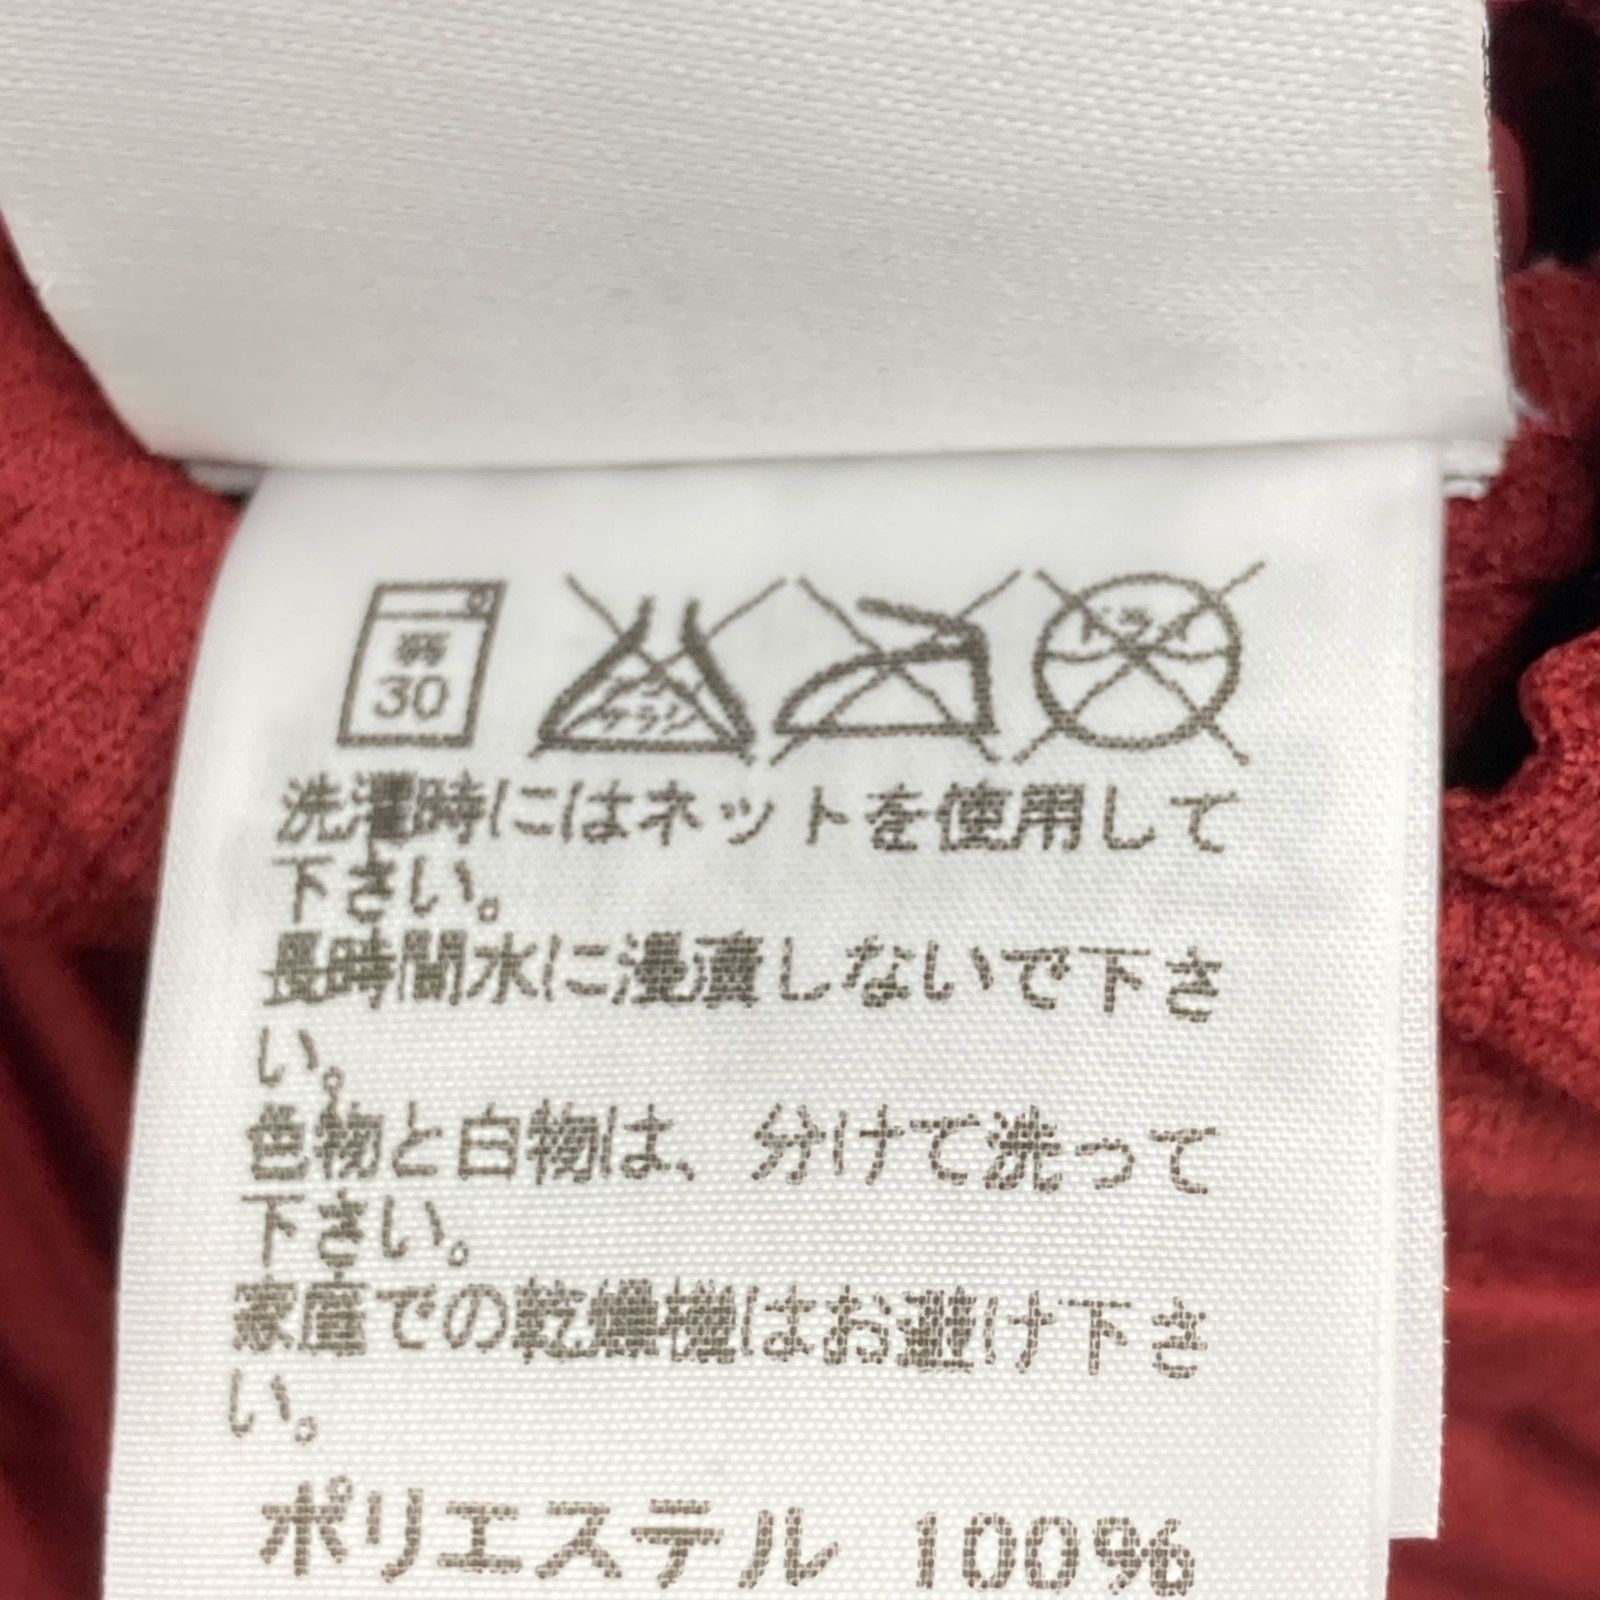 弱
30
エンソ
サラシ
ドライ
洗濯時にはネットを使用して
下さい。
長時間水に浸漬しないで下さ
い。
色物と白物は、分けて洗って
下さい。
家庭での乾燥機はお避け下さ
い。
ポリエステル 100%